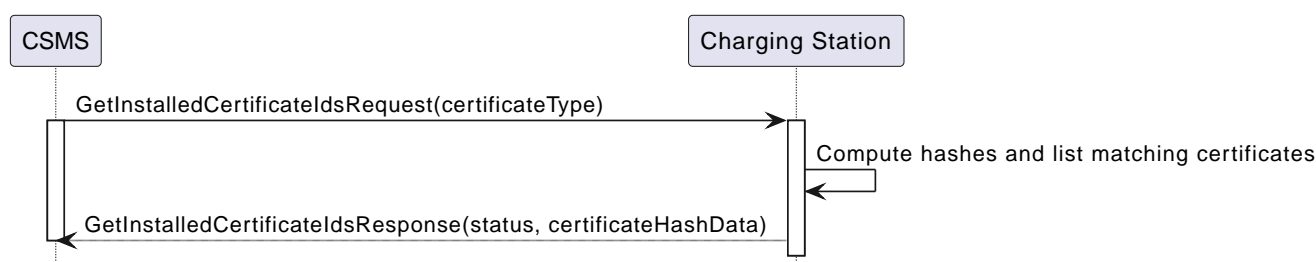 CSMS
Charging Station
GetInstalledCertificateIdsRequest(certificateType)
Compute hashes and list matching certificates
GetInstalledCertificateIdsResponse(status, certificateHashData)